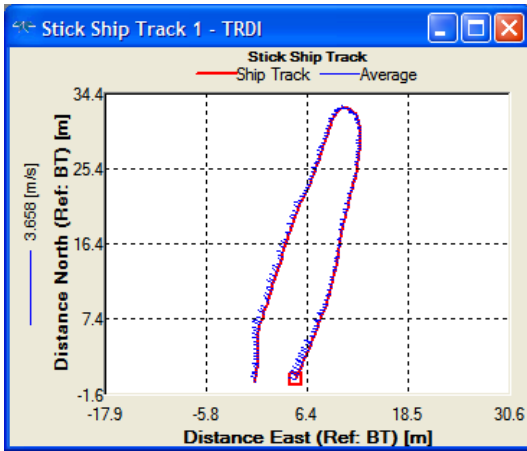 Stick Ship Track 1 - TRDI
Stick Ship Track
Ship Track Average
34.4
25.4
16.4
7.4
-1.6
-17.9 -5.8 6.4 18.5 30.6
Distance East (Ref: BT) [m]
Distance North (Ref: BT) [m]
3.658 [m/s]